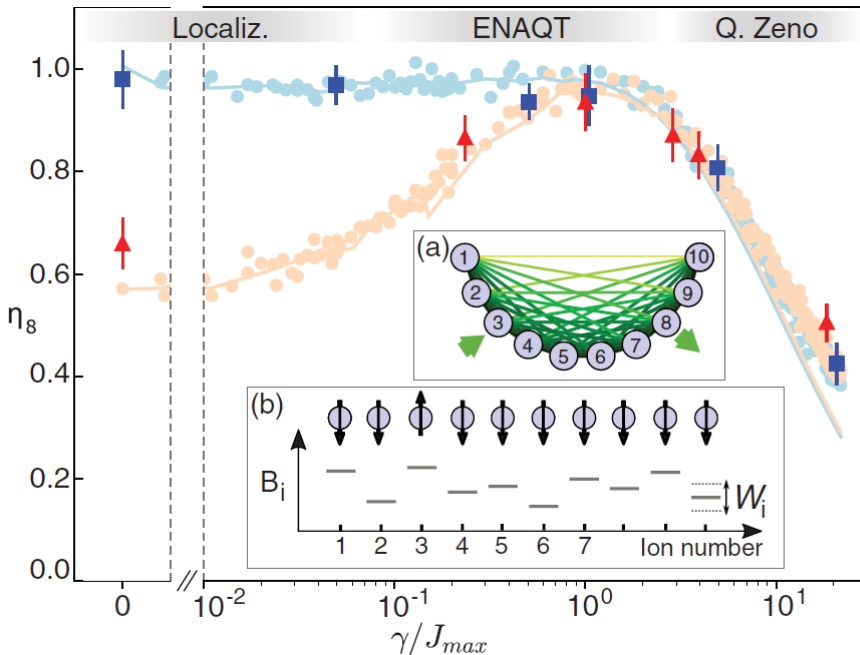 Localiz. ENAQT Q. Zeno
1.0
0.8
0.6
0.4
0.2
0.0
η₈
(a)
1 10
2 9
3 8
4 7
5 6
(b)
Bᵢ
Wᵢ
1 2 3 4 5 6 7 Ion number
0 // 10⁻² 10⁻¹ 10⁰ 10¹
γ/J_max